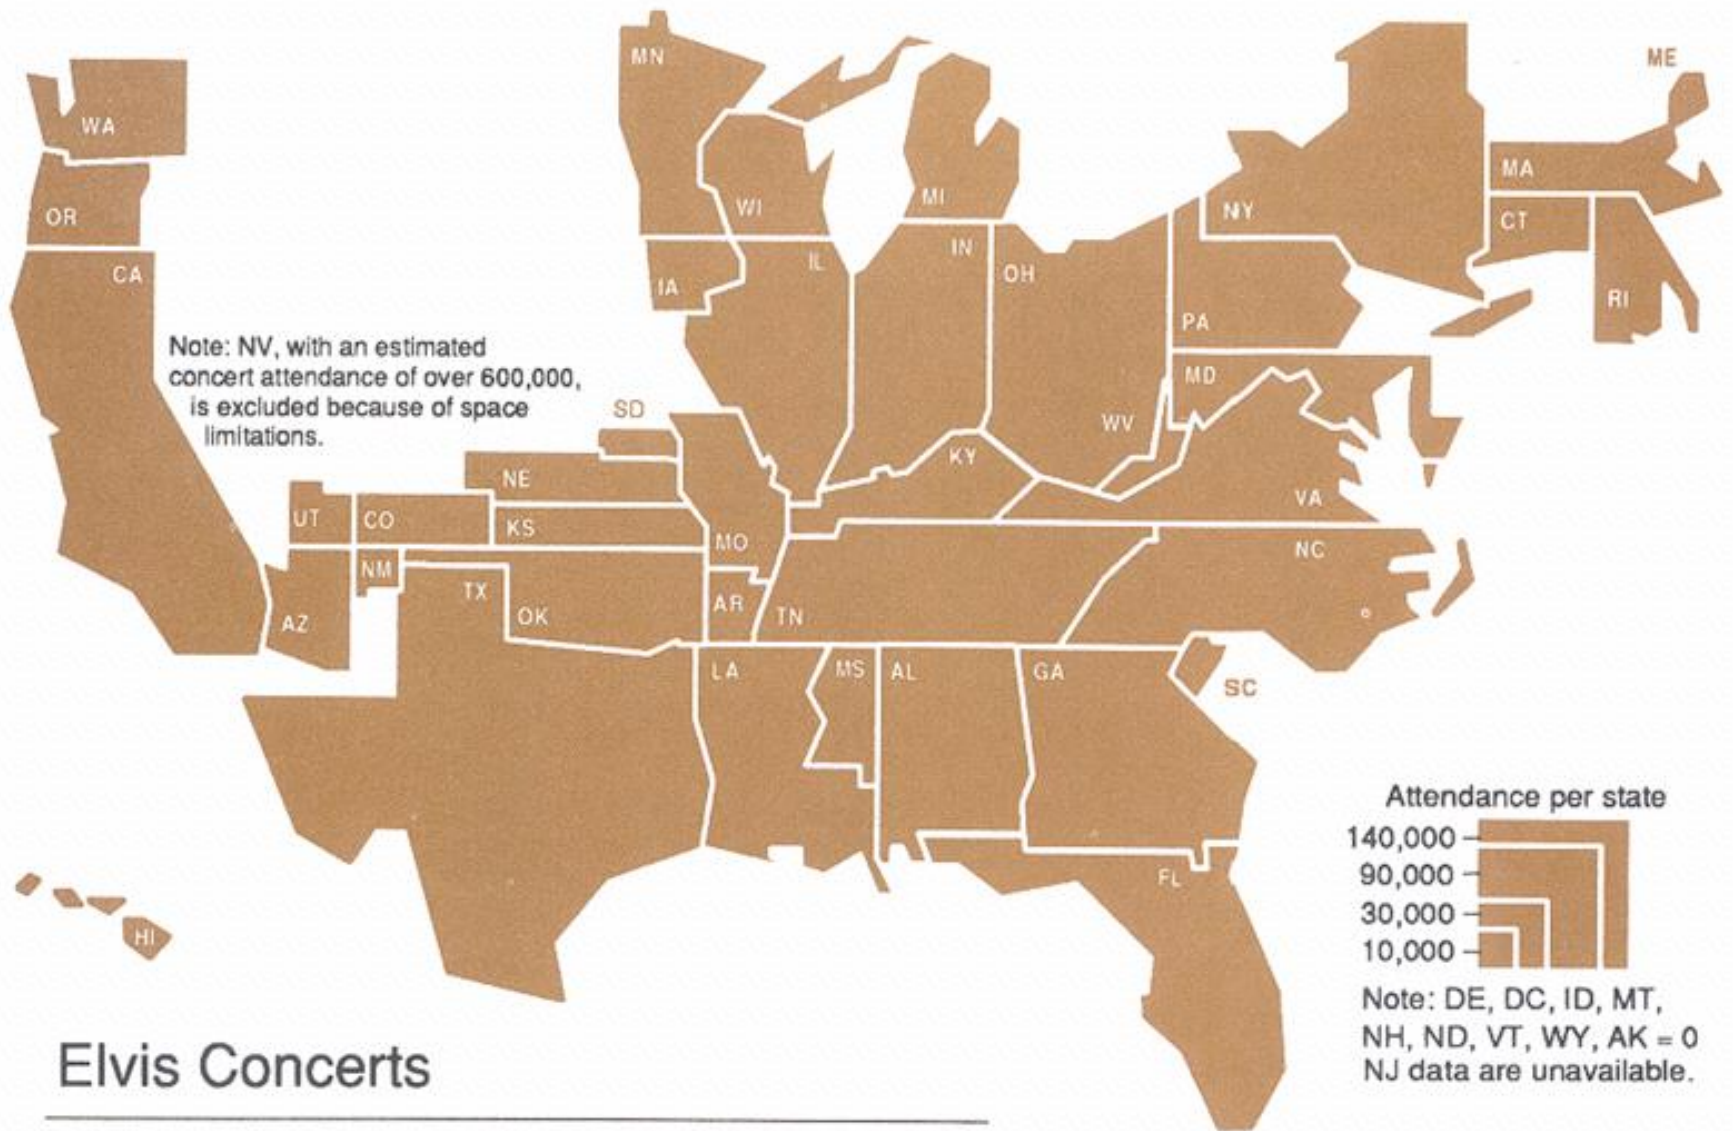 MN
ME
WA
MA
OR
WI
MI
NY
CT
CA
IL
IN
OH
IA
RI
PA
Note: NV, with an estimated
concert attendance of over 600,000,
is excluded because of space
limitations.
MD
SD
WV
KY
NE
VA
UT
CO
KS
MO
NC
NM
TX
AR
OK
TN
AZ
LA
MS
AL
GA
SC
FL
HI
Attendance per state
140,000
90,000
30,000
10,000
Note: DE, DC, ID, MT,
NH, ND, VT, WY, AK = 0
NJ data are unavailable.
Elvis Concerts